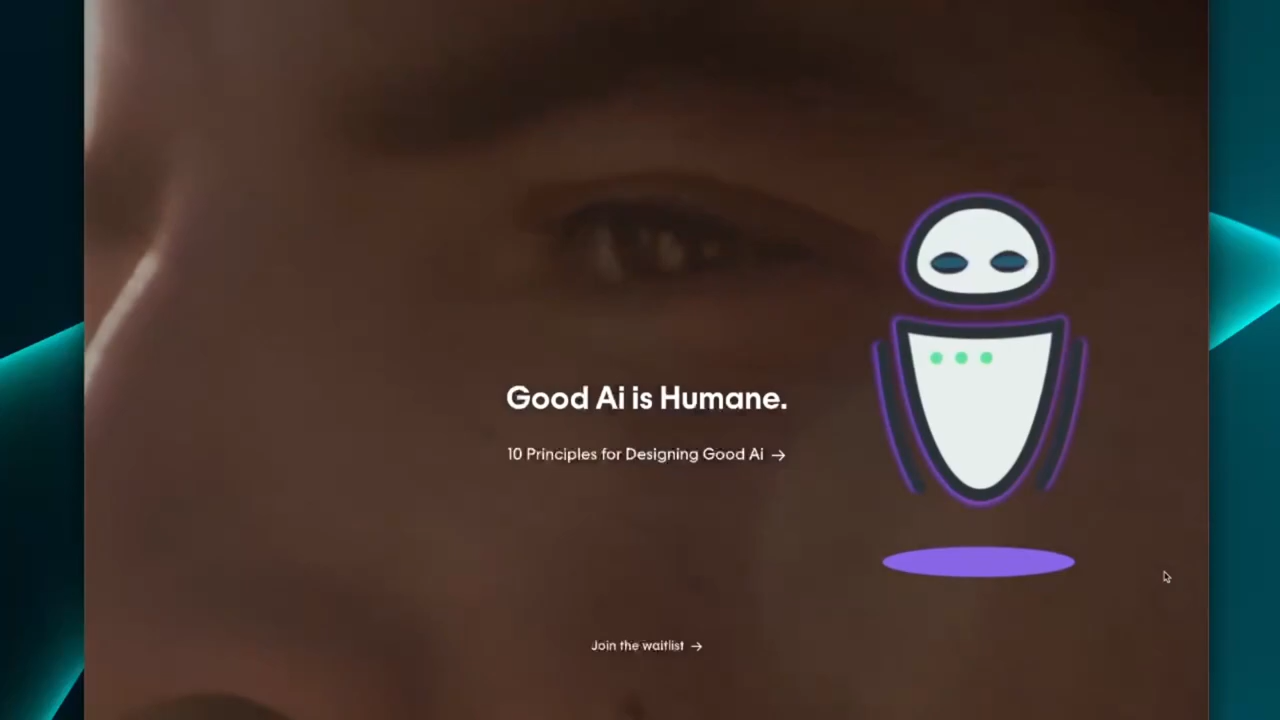 Good Ai is Humane.
10 Principles for Designing Good Ai →
Join the waitlist →